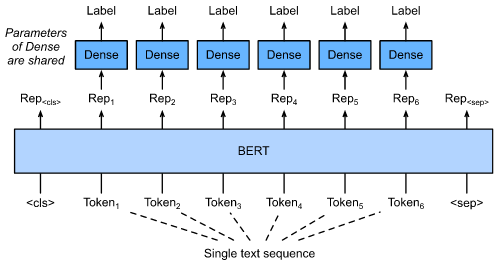 Label Label Label Label Label Label
Parameters
of Dense
are shared
Dense Dense Dense Dense Dense Dense
Rep<cls> Rep1 Rep2 Rep3 Rep4 Rep5 Rep6 Rep<sep>
BERT
<cls> Token1 Token2 Token3 Token4 Token5 Token6 <sep>
Single text sequence